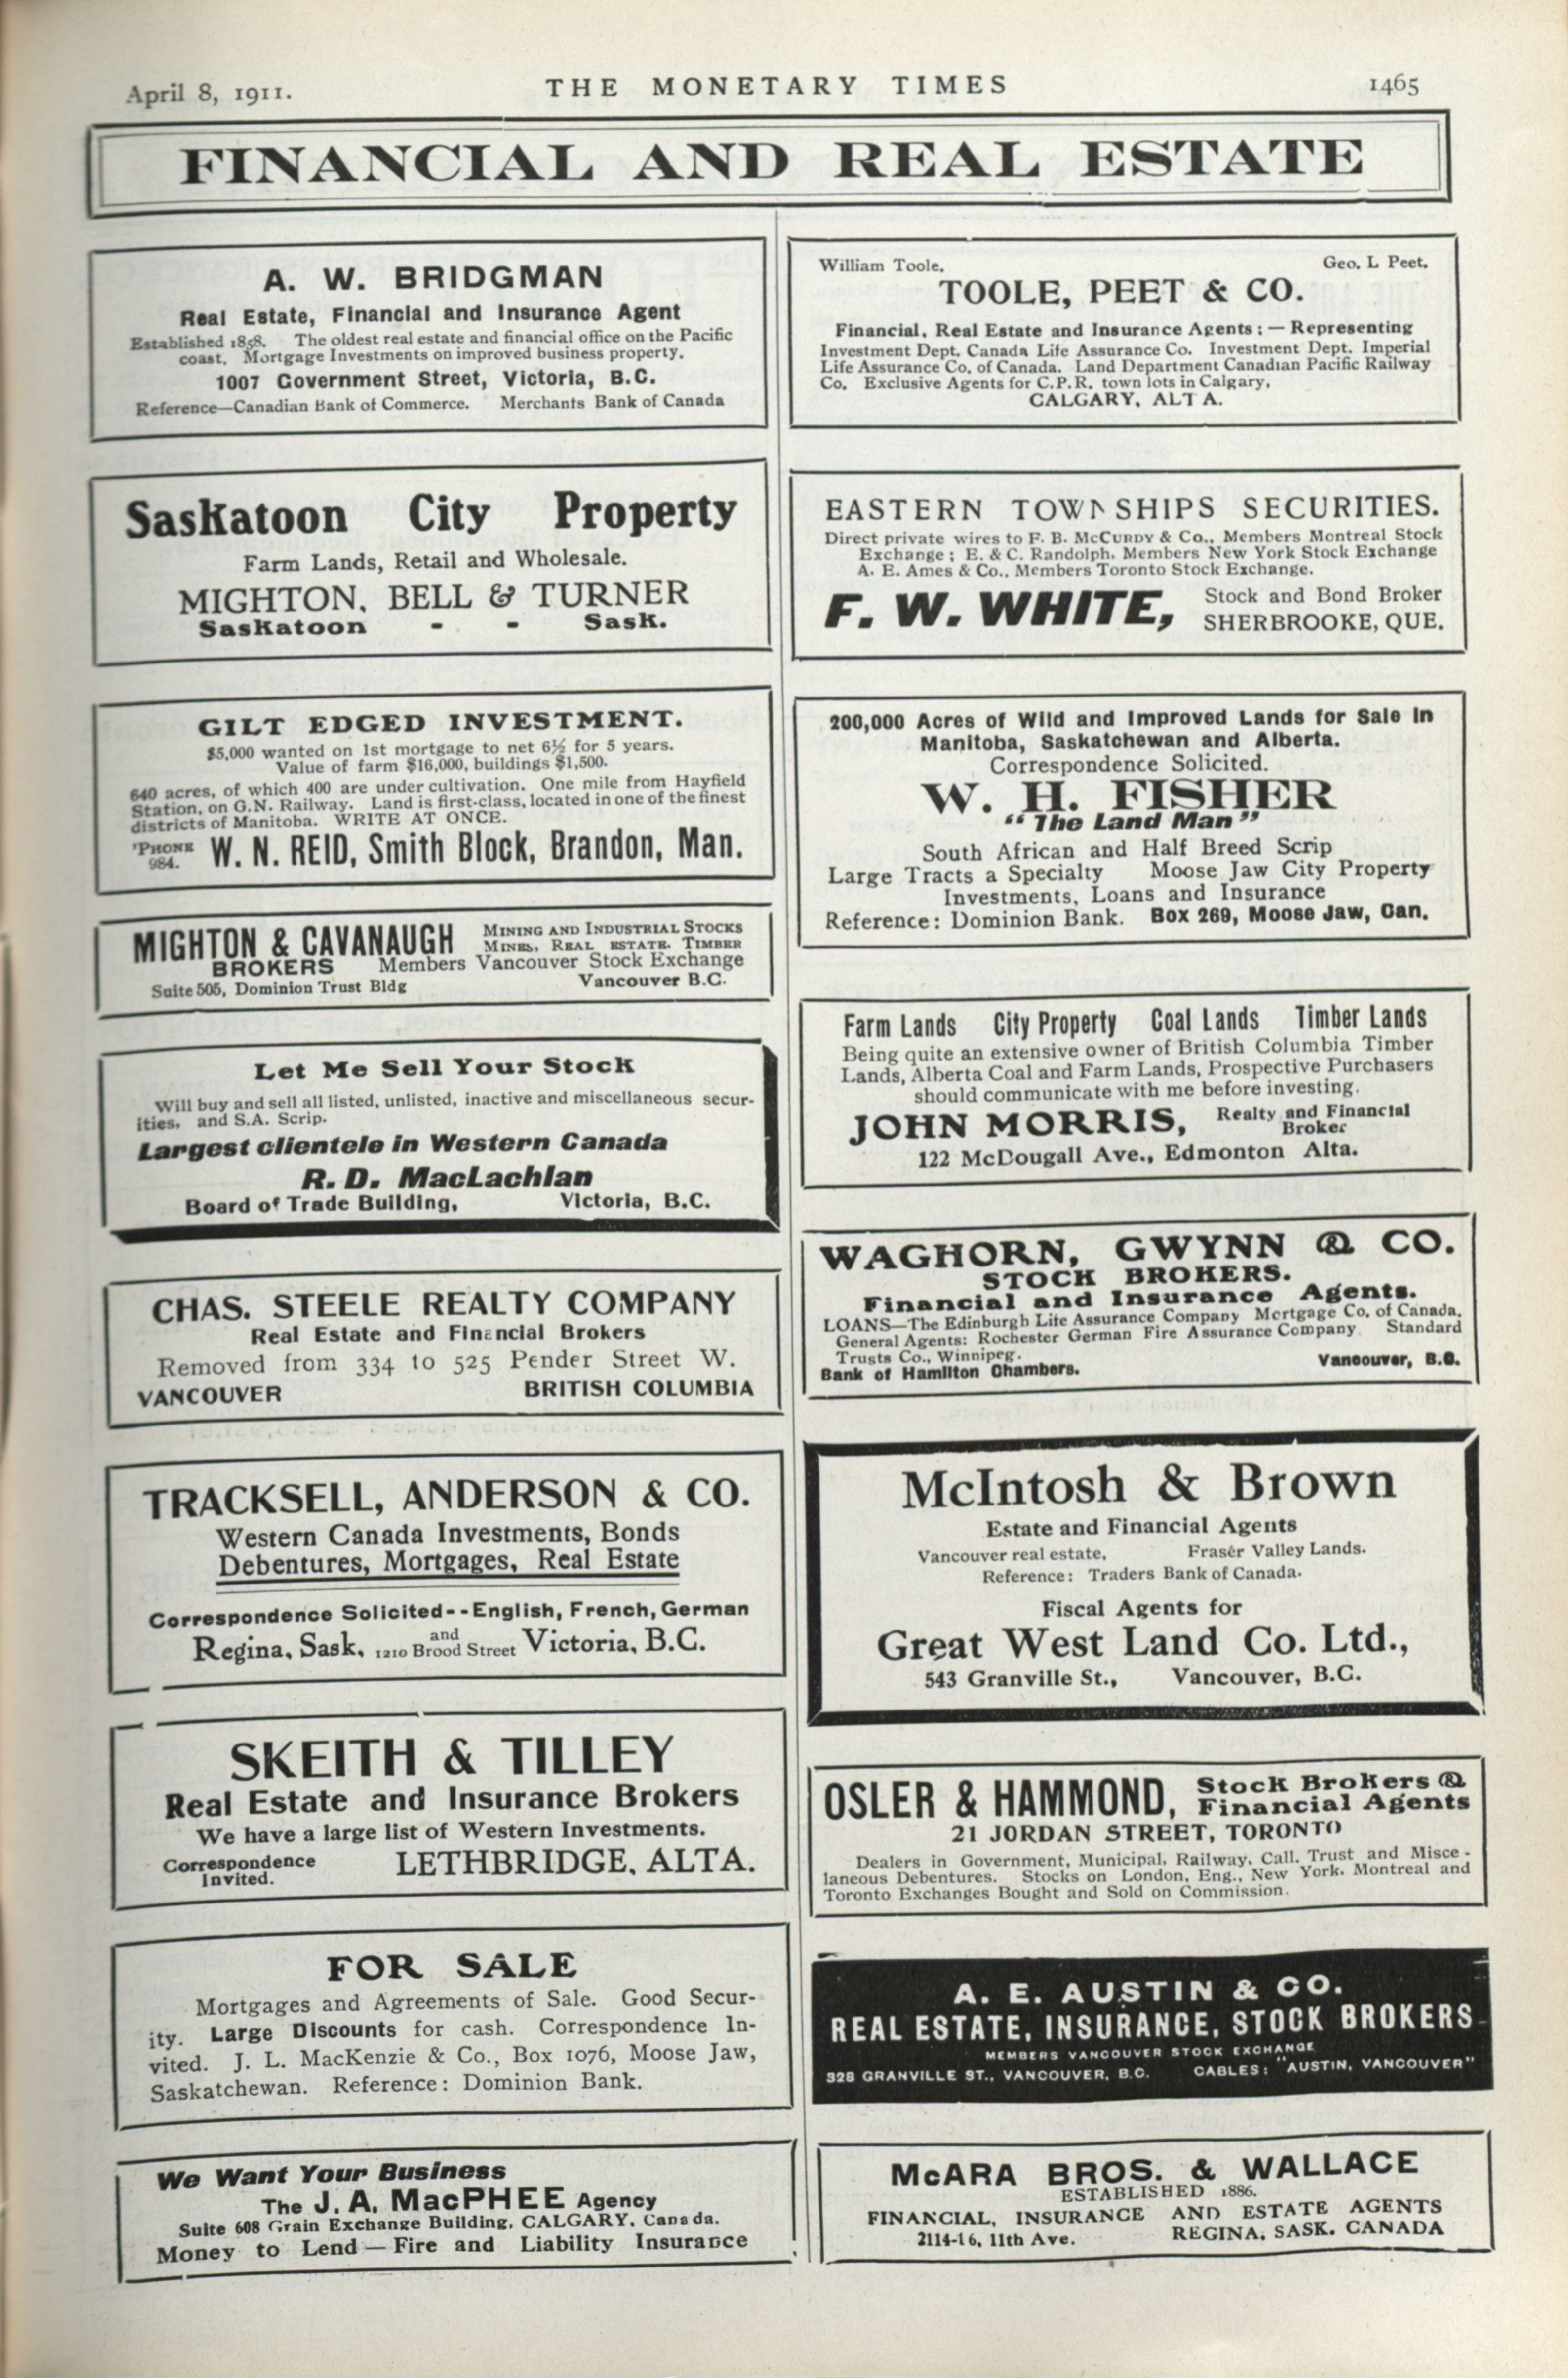 April 8, 1911.
THE MONETARY TIMES
1465
FINANCIAL AND REAL ESTATE
A. W. BRIDGMAN
Real Estate, Financial and Insurance Agent
Established 1858. The oldest real estate and financial office on the Pacific
coast. Mortgage Investments on improved business property.
1007 Government Street, Victoria, B.C.
Reference—Canadian Bank of Commerce. Merchants Bank of Canada
Saskatoon City Property
Farm Lands, Retail and Wholesale.
MIGHTON, BELL & TURNER
Saskatoon - - Sask.
GILT EDGED INVESTMENT.
$5,000 wanted on 1st mortgage to net 6½ for 5 years.
Value of farm $16,000, buildings $1,500.
640 acres, of which 400 are under cultivation. One mile from Hayfield
Station, on G.N. Railway. Land is first-class, located in one of the finest
districts of Manitoba. WRITE AT ONCE.
'PHONE
984.
W. N. REID, Smith Block, Brandon, Man.
MIGHTON & CAVANAUGH
MINING AND INDUSTRIAL STOCKS
MINES, REAL ESTATE. TIMBER
BROKERS Members Vancouver Stock Exchange
Suite 505, Dominion Trust Bldg Vancouver B.C.
Let Me Sell Your Stock
Will buy and sell all listed, unlisted, inactive and miscellaneous secur-
ities, and S.A. Scrip.
Largest clientele in Western Canada
R. D. MacLachlan
Board of Trade Building, Victoria, B.C.
CHAS. STEELE REALTY COMPANY
Real Estate and Financial Brokers
Removed from 334 to 525 Pender Street W.
VANCOUVER BRITISH COLUMBIA
TRACKSELL, ANDERSON & CO.
Western Canada Investments, Bonds
Debentures, Mortgages, Real Estate
Correspondence Solicited--English, French, German
Regina, Sask, 1210 Brood Street and Victoria, B.C.
SKEITH & TILLEY
Real Estate and Insurance Brokers
We have a large list of Western Investments.
Correspondence
Invited.
LETHBRIDGE, ALTA.
FOR SALE
Mortgages and Agreements of Sale. Good Secur-
ity. Large Discounts for cash. Correspondence In-
vited. J. L. MacKenzie & Co., Box 1076, Moose Jaw,
Saskatchewan. Reference: Dominion Bank.
We Want Your Business
The J. A. MacPHEE Agency
Suite 608 Grain Exchange Building, CALGARY, Canada.
Money to Lend — Fire and Liability Insurance
William Toole. Geo. L Peet.
TOOLE, PEET & CO.
Financial, Real Estate and Insurance Agents; — Representing
Investment Dept. Canada Life Assurance Co. Investment Dept. Imperial
Life Assurance Co. of Canada. Land Department Canadian Pacific Railway
Co. Exclusive Agents for C.P.R. town lots in Calgary,
CALGARY, ALTA.
EASTERN TOWNSHIPS SECURITIES.
Direct private wires to F. B. McCURDY & Co., Members Montreal Stock
Exchange; E. & C. Randolph, Members New York Stock Exchange
A. E. Ames & Co., Members Toronto Stock Exchange.
F. W. WHITE,
Stock and Bond Broker
SHERBROOKE, QUE.
200,000 Acres of Wild and Improved Lands for Sale in
Manitoba, Saskatchewan and Alberta.
Correspondence Solicited.
W. H. FISHER
"The Land Man"
South African and Half Breed Scrip
Large Tracts a Specialty Moose Jaw City Property
Investments, Loans and Insurance
Reference: Dominion Bank. Box 269, Moose Jaw, Can.
Farm Lands City Property Coal Lands Timber Lands
Being quite an extensive owner of British Columbia Timber
Lands, Alberta Coal and Farm Lands, Prospective Purchasers
should communicate with me before investing.
JOHN MORRIS,
Realty and Financial
Broker
122 McDougall Ave., Edmonton Alta.
WAGHORN, GWYNN & CO.
STOCK BROKERS.
Financial and Insurance Agents.
LOANS—The Edinburgh Life Assurance Company Mortgage Co. of Canada.
General Agents: Rochester German Fire Assurance Company. Standard
Trusts Co., Winnipeg.
Bank of Hamilton Chambers. Vancouver, B.C.
McIntosh & Brown
Estate and Financial Agents
Vancouver real estate, Fraser Valley Lands.
Reference: Traders Bank of Canada.
Fiscal Agents for
Great West Land Co. Ltd.,
543 Granville St., Vancouver, B.C.
OSLER & HAMMOND,
Stock Brokers &
Financial Agents
21 JORDAN STREET, TORONTO
Dealers in Government, Municipal, Railway, Call, Trust and Misce-
laneous Debentures. Stocks on London, Eng., New York, Montreal and
Toronto Exchanges Bought and Sold on Commission.
A. E. AUSTIN & CO.
REAL ESTATE, INSURANCE, STOCK BROKERS
MEMBERS VANCOUVER STOCK EXCHANGE
328 GRANVILLE ST., VANCOUVER, B.C. CABLES: "AUSTIN, VANCOUVER"
McARA BROS. & WALLACE
ESTABLISHED 1886.
FINANCIAL, INSURANCE AND ESTATE AGENTS
2114-16, 11th Ave. REGINA, SASK. CANADA